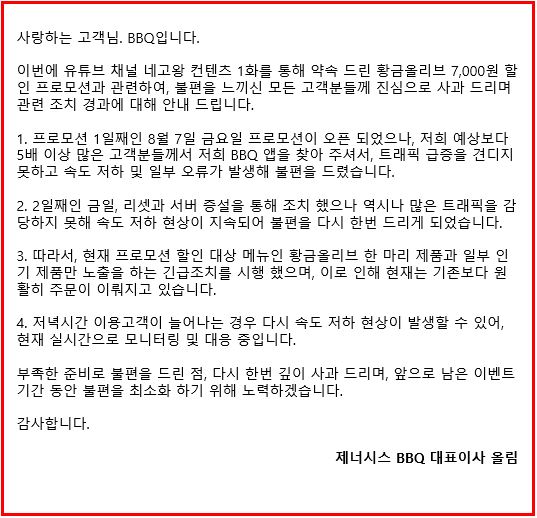 사랑하는 고객님. BBQ입니다.
이번에 유튜브 채널 네고왕 컨텐츠 1화를 통해 약속 드린 황금올리브 7,000원 할
인 프로모션과 관련하여, 불편을 느끼신 모든 고객분들께 진심으로 사과 드리며
관련 조치 경과에 대해 안내 드립니다.
1. 프로모션 1일째인 8월 7일 금요일 프로모션이 오픈 되었으나, 저희 예상보다
5배 이상 많은 고객분들께서 저희 BBQ 앱을 찾아 주셔서, 트래픽 급증을 견디지
못하고 속도 저하 및 일부 오류가 발생해 불편을 드렸습니다.
2. 2일째인 금일, 리셋과 서버 증설을 통해 조치 했으나 역시나 많은 트래픽을 감
당하지 못해 속도 저하 현상이 지속되어 불편을 다시 한번 드리게 되었습니다.
3. 따라서, 현재 프로모션 할인 대상 메뉴인 황금올리브 한 마리 제품과 일부 인
기 제품만 노출을 하는 긴급조치를 시행 했으며, 이로 인해 현재는 기존보다 원
활히 주문이 이뤄지고 있습니다.
4. 저녁시간 이용고객이 늘어나는 경우 다시 속도 저하 현상이 발생할 수 있어,
현재 실시간으로 모니터링 및 대응 중입니다.
부족한 준비로 불편을 드린 점, 다시 한번 깊이 사과 드리며, 앞으로 남은 이벤트
기간 동안 불편을 최소화 하기 위해 노력하겠습니다.
감사합니다.
제너시스 BBQ 대표이사 올림